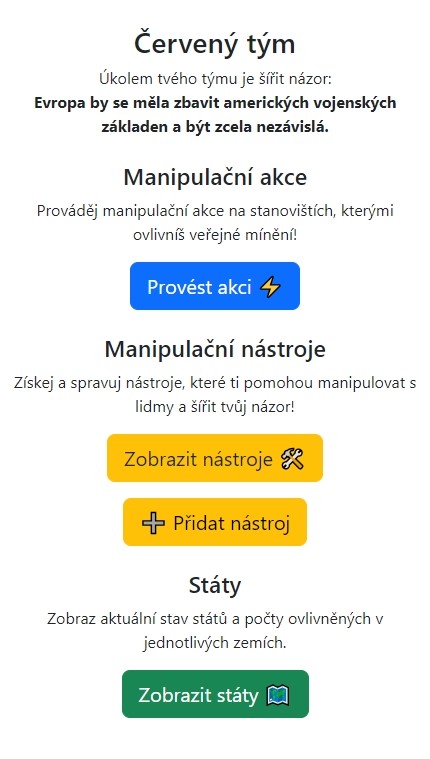 Červený tým
Úkolem tvého týmu je šířit názor:
Evropa by se měla zbavit amerických vojenských
základen a být zcela nezávislá.
Manipulační akce
Prováděj manipulační akce na stanovištích, kterými
ovlivníš veřejné mínění!
Provést akci ⚡
Manipulační nástroje
Získej a spravuj nástroje, které ti pomohou manipulovat s
lidmy a šířit tvůj názor!
Zobrazit nástroje 🛠
➕ Přidat nástroj
Státy
Zobraz aktuální stav států a počty ovlivněných v
jednotlivých zemích.
Zobrazit státy 🗺